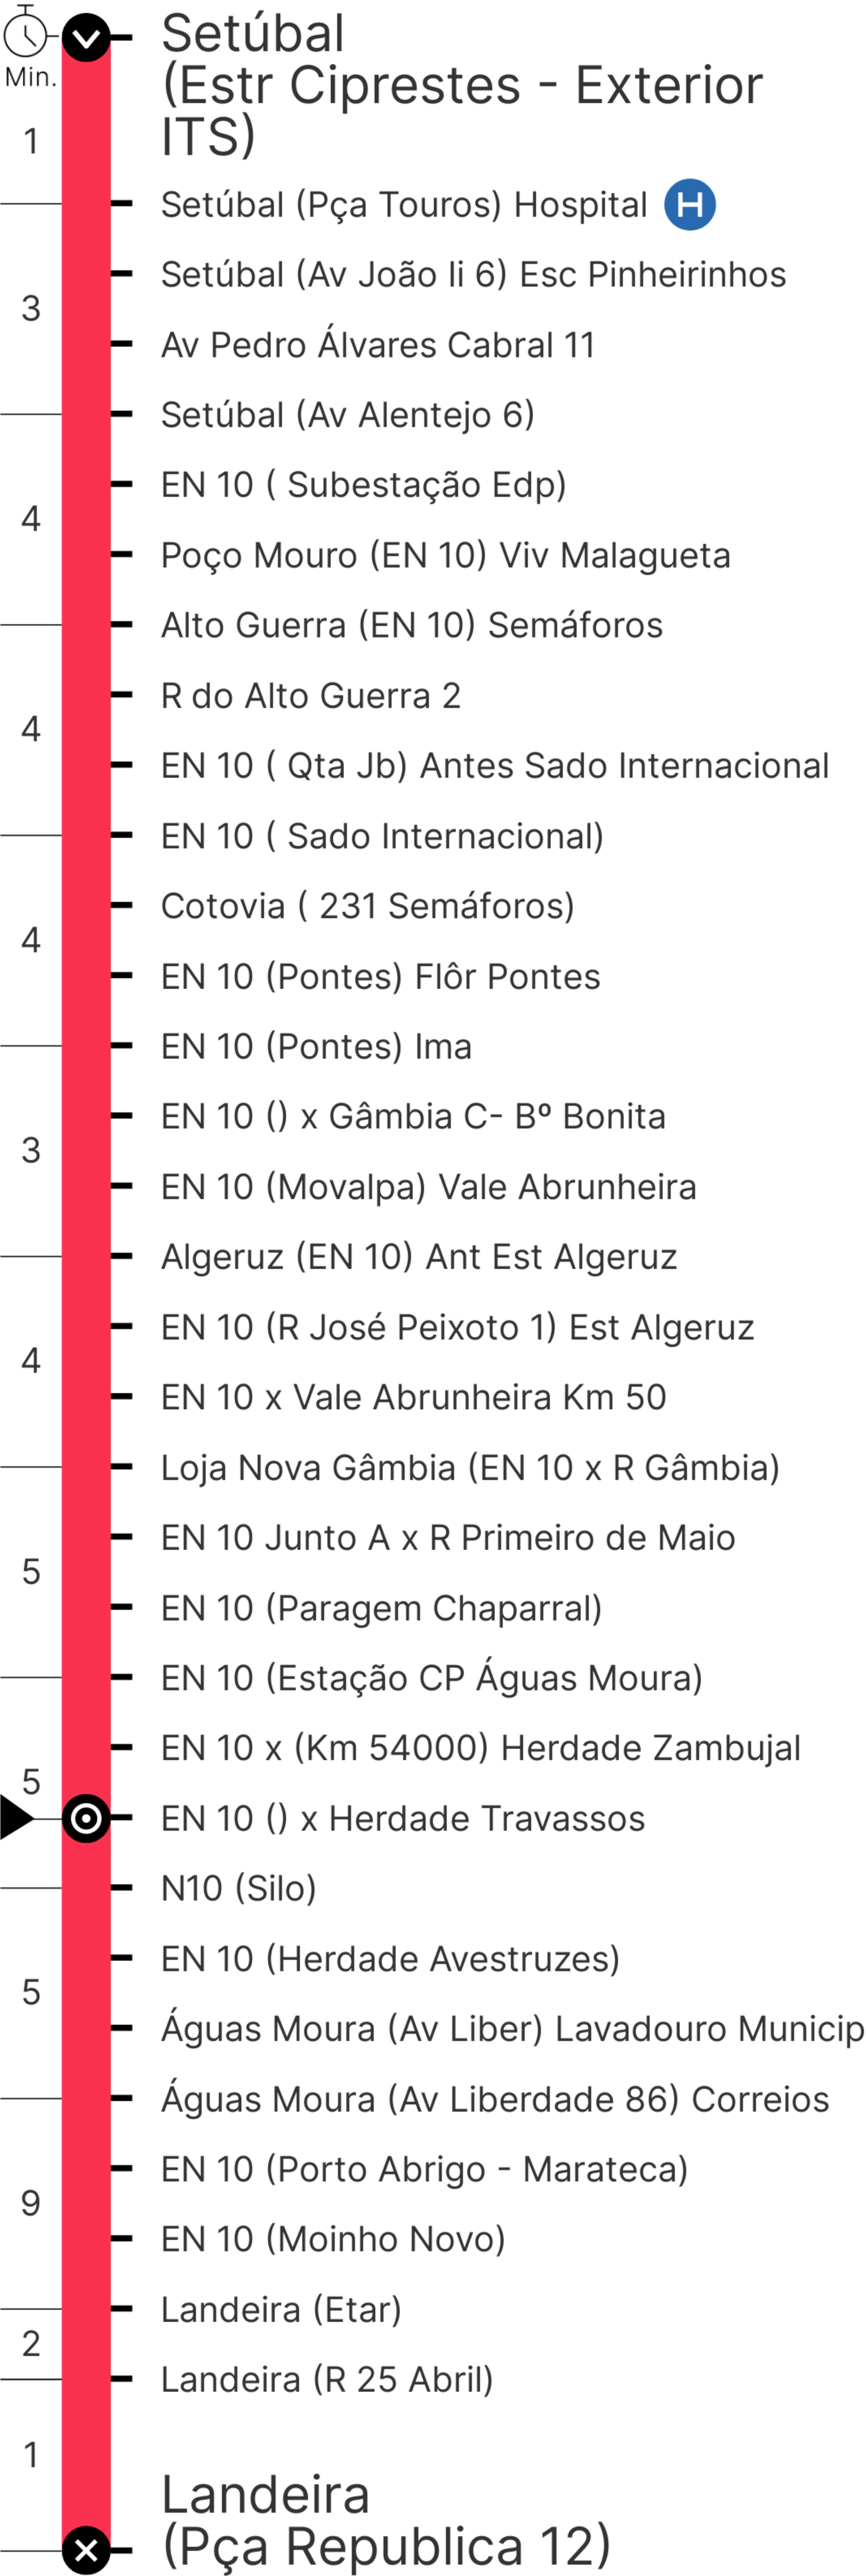 Setúbal
(Estr Ciprestes - Exterior
ITS)
Min.
1
Setúbal (Pça Touros) Hospital H
Setúbal (Av João Ii 6) Esc Pinheirinhos
3
Av Pedro Álvares Cabral 11
Setúbal (Av Alentejo 6)
EN 10 ( Subestação Edp)
4
Poço Mouro (EN 10) Viv Malagueta
Alto Guerra (EN 10) Semáforos
R do Alto Guerra 2
4
EN 10 ( Qta Jb) Antes Sado Internacional
EN 10 ( Sado Internacional)
Cotovia ( 231 Semáforos)
4
EN 10 (Pontes) Flôr Pontes
EN 10 (Pontes) Ima
EN 10 () x Gâmbia C- Bº Bonita
3
EN 10 (Movalpa) Vale Abrunheira
Algeruz (EN 10) Ant Est Algeruz
EN 10 (R José Peixoto 1) Est Algeruz
4
EN 10 x Vale Abrunheira Km 50
Loja Nova Gâmbia (EN 10 x R Gâmbia)
EN 10 Junto A x R Primeiro de Maio
5
EN 10 (Paragem Chaparral)
EN 10 (Estação CP Águas Moura)
EN 10 x (Km 54000) Herdade Zambujal
5
EN 10 () x Herdade Travassos
N10 (Silo)
EN 10 (Herdade Avestruzes)
5
Águas Moura (Av Liber) Lavadouro Municip
Águas Moura (Av Liberdade 86) Correios
EN 10 (Porto Abrigo - Marateca)
9
EN 10 (Moinho Novo)
Landeira (Etar)
2
Landeira (R 25 Abril)
1
Landeira
(Pça Republica 12)